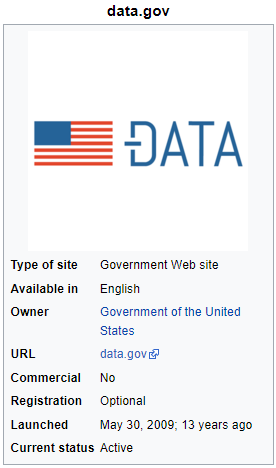 data.gov
DATA
Type of site Government Web site
Available in English
Owner Government of the United
States
URL data.gov
Commercial No
Registration Optional
Launched May 30, 2009; 13 years ago
Current status Active